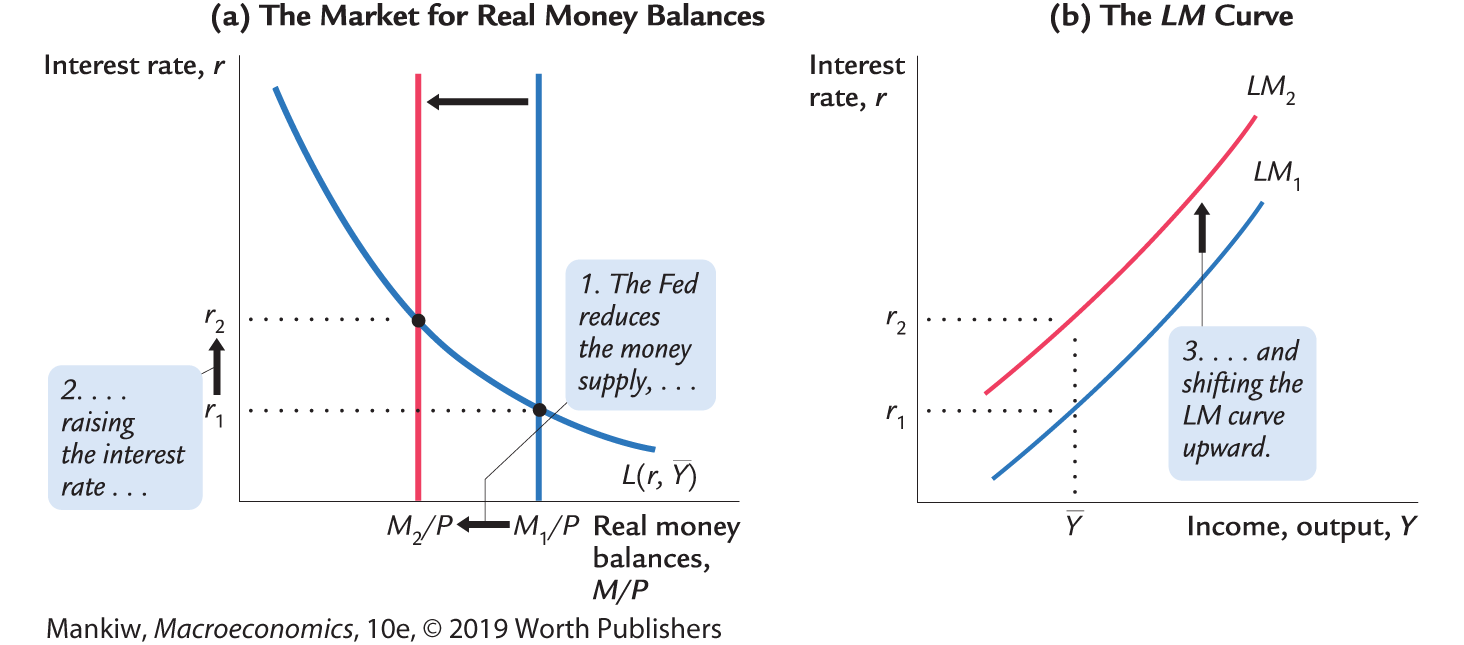 (a) The Market for Real Money Balances
Interest rate, r
r₂
r₁
1. The Fed
reduces
the money
supply, . . .
2. . . .
raising
the interest
rate . . .
L(r, Y̅)
M₂/P
M₁/P
Real money
balances,
M/P
(b) The LM Curve
Interest
rate, r
LM₂
LM₁
r₂
r₁
3. . . . and
shifting the
LM curve
upward.
Y̅
Income, output, Y
Mankiw, Macroeconomics, 10e, © 2019 Worth Publishers